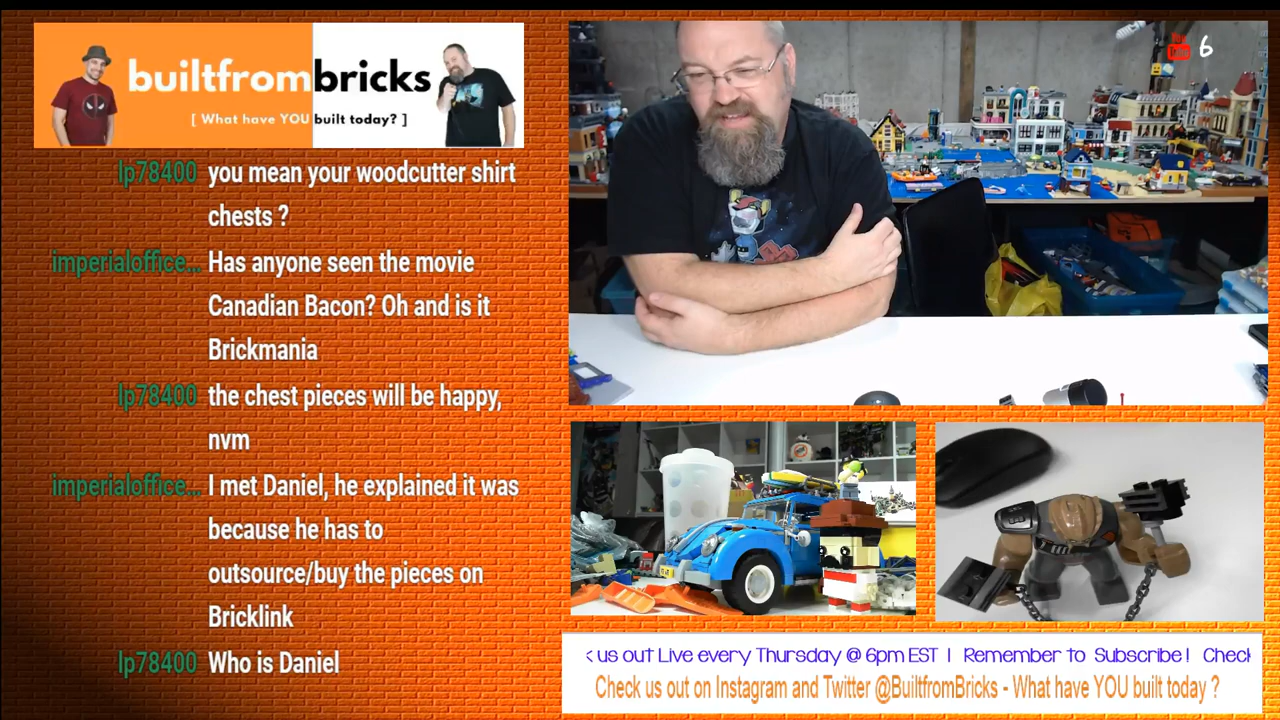 builtfrombricks
[ What have YOU built today? ]
lp78400 you mean your woodcutter shirt
chests ?
imperialoffice... Has anyone seen the movie
Canadian Bacon? Oh and is it
Brickmania
lp78400 the chest pieces will be happy,
nvm
imperialoffice... I met Daniel, he explained it was
because he has to
outsource/buy the pieces on
Bricklink
lp78400 Who is Daniel
You Tube 6
< us out Live every Thursday @ 6pm EST | Remember to Subscribe! Check
Check us out on Instagram and Twitter @BuiltfromBricks - What have YOU built today ?